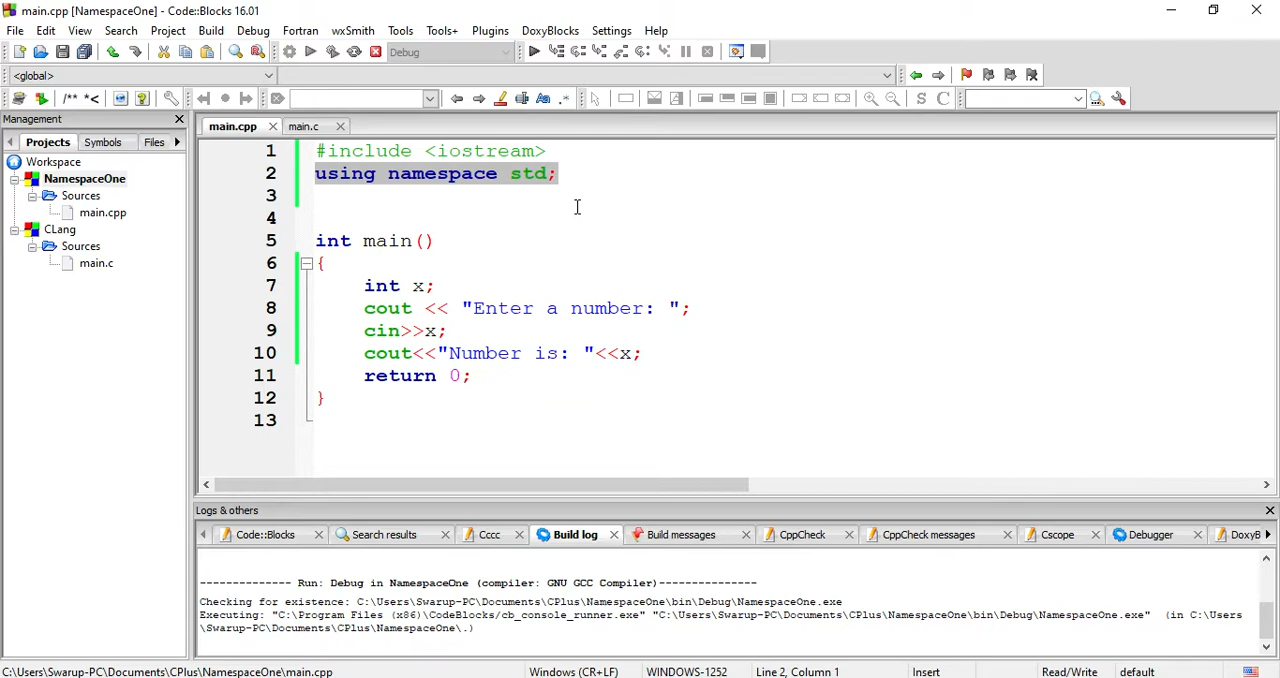 main.cpp [NamespaceOne] - Code::Blocks 16.01
File Edit View Search Project Build Debug Fortran wxSmith Tools Tools+ Plugins DoxyBlocks Settings Help
Debug
<global>
/** *<
S C
Management
main.cpp main.c
Projects Symbols Files
Workspace
NamespaceOne
Sources
main.cpp
CLang
Sources
main.c
1 #include <iostream>
2 using namespace std;
3
4
5 int main()
6 {
7 int x;
8 cout << "Enter a number: ";
9 cin>>x;
10 cout<<"Number is: "<<x;
11 return 0;
12 }
13
Logs & others
Code::Blocks Search results Cccc Build log Build messages CppCheck CppCheck messages Cscope Debugger DoxyB
-------------- Run: Debug in NamespaceOne (compiler: GNU GCC Compiler)---------------
Checking for existence: C:\Users\Swarup-PC\Documents\CPlus\NamespaceOne\bin\Debug\NamespaceOne.exe
Executing: "C:\Program Files (x86)\CodeBlocks/cb_console_runner.exe" "C:\Users\Swarup-PC\Documents\CPlus\NamespaceOne\bin\Debug\NamespaceOne.exe" (in C:\Users
\Swarup-PC\Documents\CPlus\NamespaceOne\.)
C:\Users\Swarup-PC\Documents\CPlus\NamespaceOne\main.cpp Windows (CR+LF) WINDOWS-1252 Line 2, Column 1 Insert Read/Write default